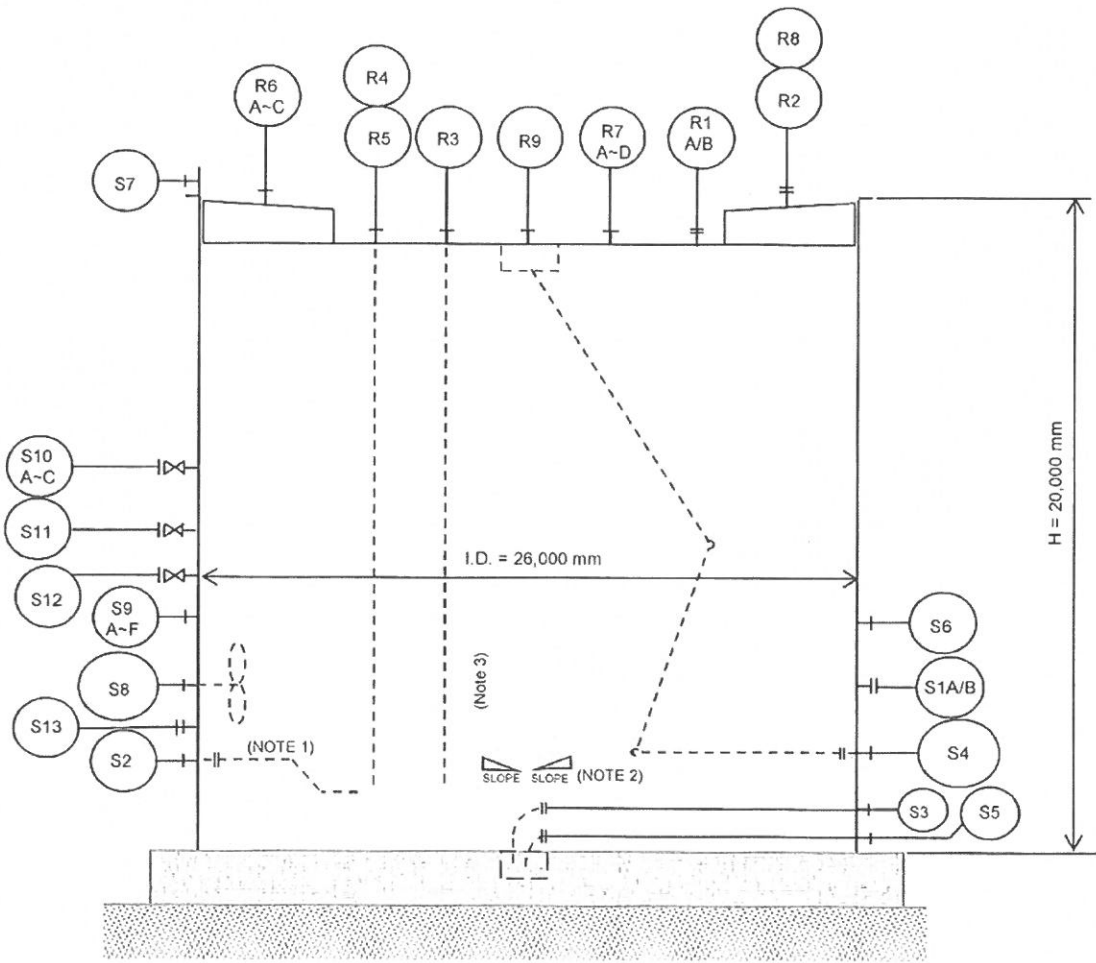 R8
R4
R2
R6
A~C
R5
R3
R9
R7
A~D
R1
A/B
S7
S10
A~C
S11
I.D. = 26,000 mm
H = 20,000 mm
S12
S9
A~F
S6
S8
(Note 3)
S1A/B
S13
S2
(NOTE 1)
S4
SLOPE
SLOPE
(NOTE 2)
S3
S5